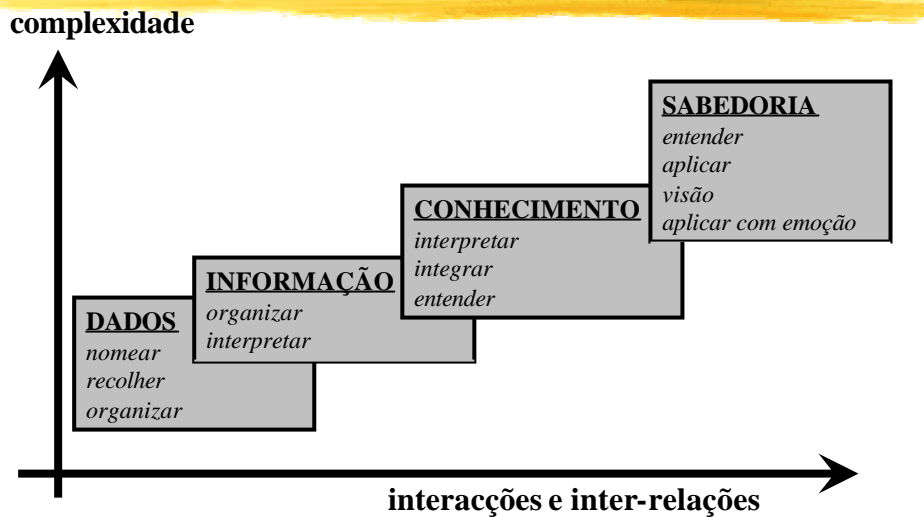 complexidade
SABEDORIA
entender
aplicar
visão
aplicar com emoção
CONHECIMENTO
interpretar
integrar
entender
INFORMAÇÃO
organizar
interpretar
DADOS
nomear
recolher
organizar
interacções e inter-relações